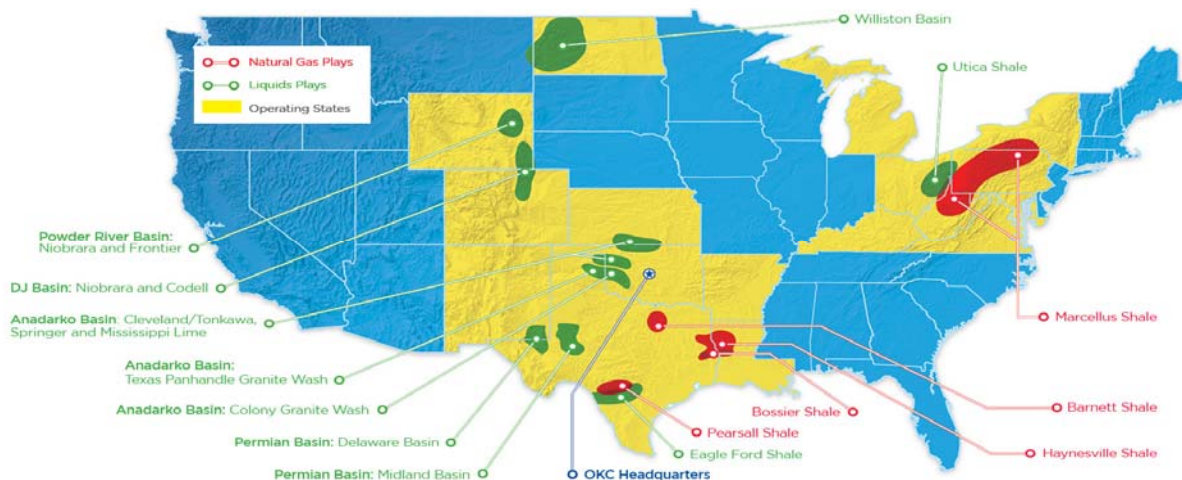 Williston Basin
Natural Gas Plays
Liquids Plays
Operating States
Utica Shale
Powder River Basin:
Niobrara and Frontier
DJ Basin: Niobrara and Codell
Anadarko Basin: Cleveland/Tonkawa,
Springer and Mississippi Lime
Anadarko Basin:
Texas Panhandle Granite Wash
Anadarko Basin: Colony Granite Wash
Permian Basin: Delaware Basin
Permian Basin: Midland Basin
OKC Headquarters
Eagle Ford Shale
Pearsall Shale
Bossier Shale
Marcellus Shale
Barnett Shale
Haynesville Shale